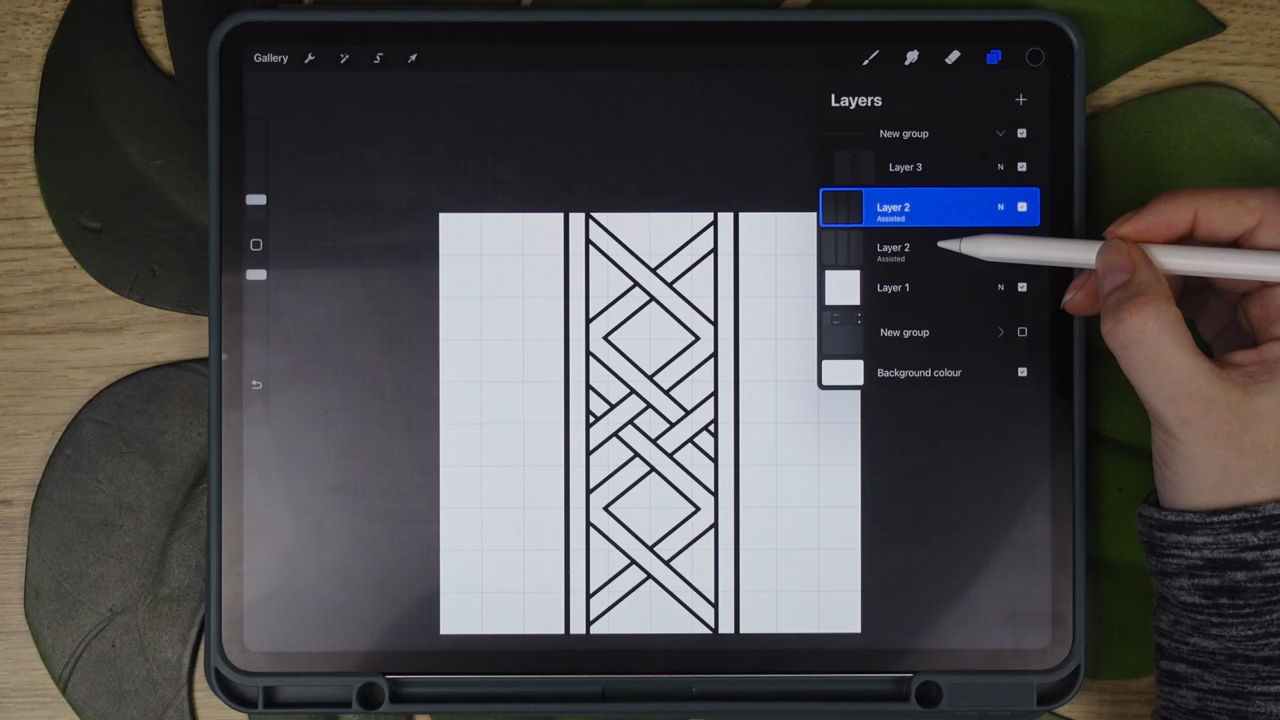 Gallery
Layers
New group
Layer 3 N
Layer 2 N
Assisted
Layer 2
Assisted
Layer 1 N
New group
Background colour